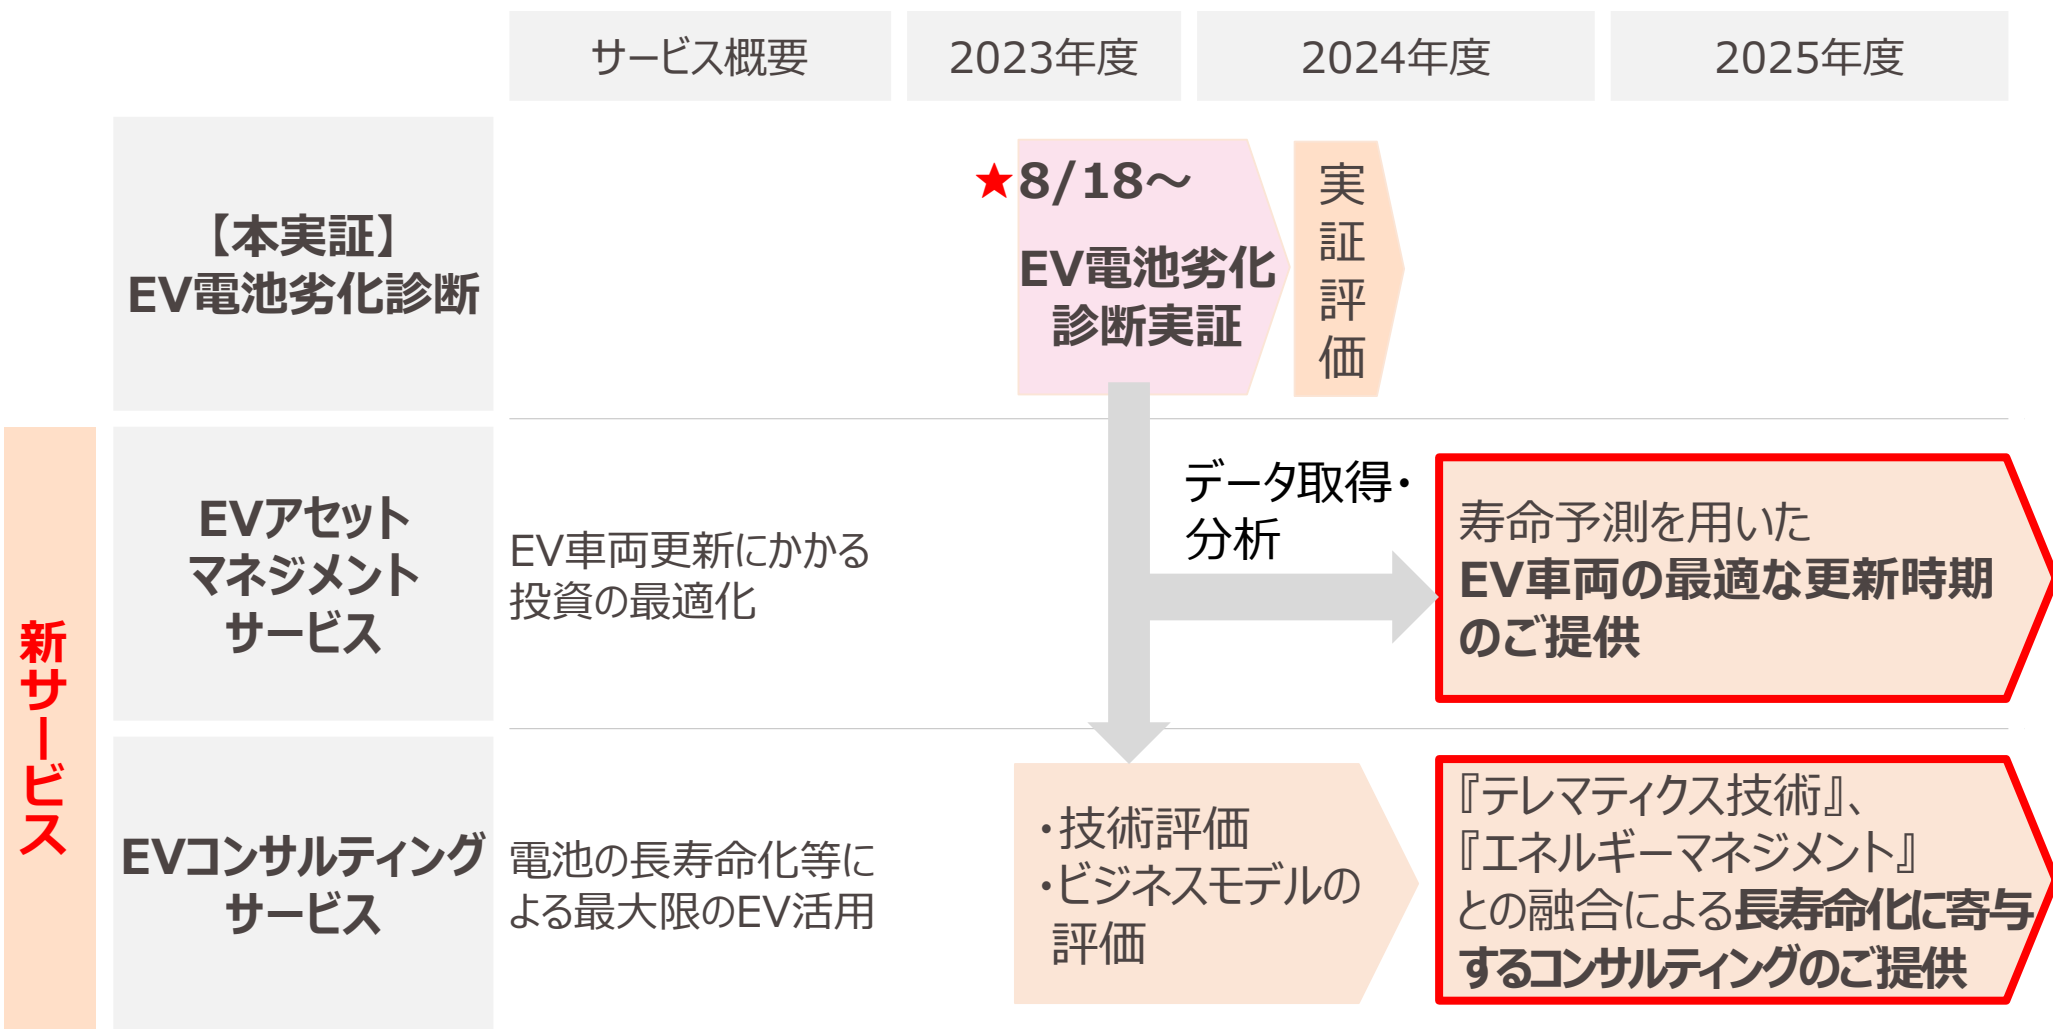 サービス概要
2023年度
2024年度
2025年度
【本実証】
EV電池劣化診断
★8/18～
EV電池劣化
診断実証
実証評価
新サービス
EVアセット
マネジメント
サービス
EV車両更新にかかる
投資の最適化
データ取得・
分析
寿命予測を用いた
EV車両の最適な更新時期
のご提供
EVコンサルティング
サービス
電池の長寿命化等に
よる最大限のEV活用
・技術評価
・ビジネスモデルの
評価
『テレマティクス技術』、
『エネルギーマネジメント』
との融合による長寿命化に寄与
するコンサルティングのご提供